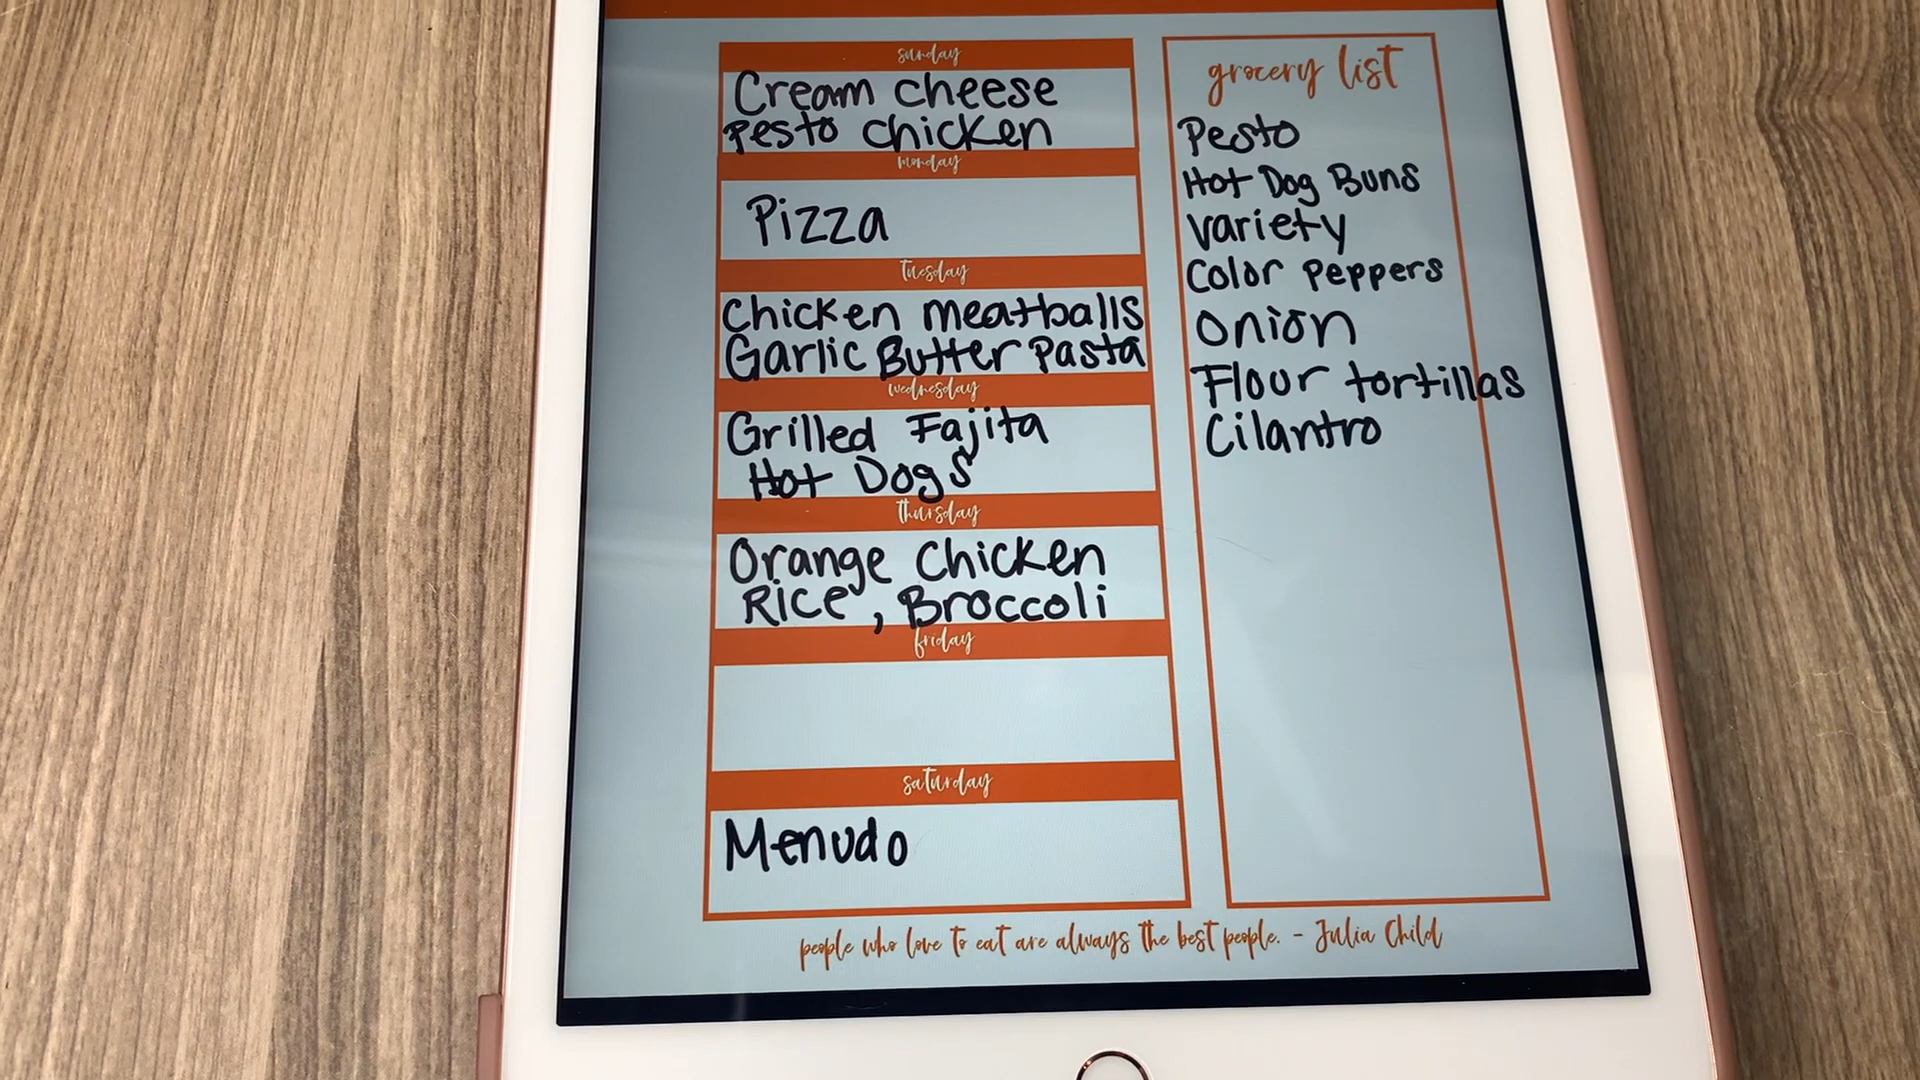 sunday
Cream cheese
Pesto chicken
monday
Pizza
tuesday
Chicken meatballs
Garlic Butter Pasta
wednesday
Grilled Fajita
Hot Dogs
thursday
Orange Chicken
Rice, Broccoli
friday
saturday
Menudo
grocery list
Pesto
Hot Dog Buns
Variety
Color Peppers
Onion
Flour tortillas
Cilantro
people who love to eat are always the best people. - Julia Child